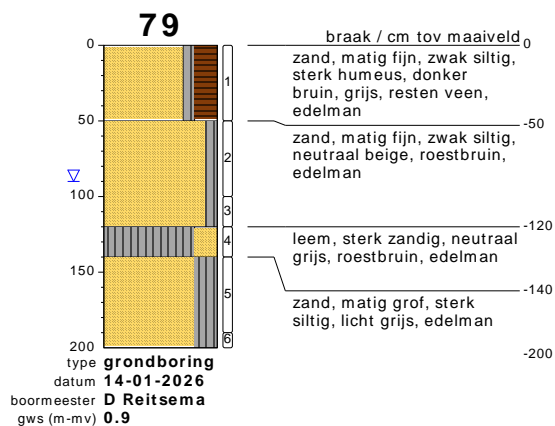 79
braak / cm tov maaiveld
0
0
1
zand, matig fijn, zwak siltig,
sterk humeus, donker
bruin, grijs, resten veen,
edelman
50
-50
2
zand, matig fijn, zwak siltig,
neutraal beige, roestbruin,
edelman
100
3
-120
4
leem, sterk zandig, neutraal
grijs, roestbruin, edelman
150
-140
5
zand, matig grof, sterk
siltig, licht grijs, edelman
6
200
-200
type grondboring
datum 14-01-2026
boormeester D Reitsema
gws (m-mv) 0.9